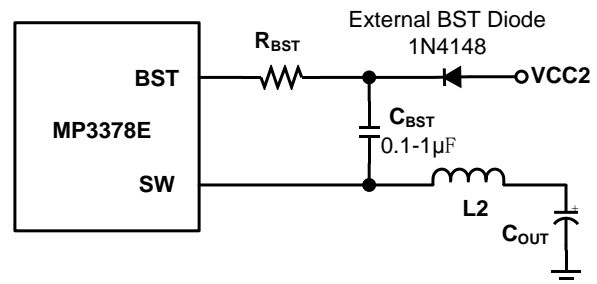 External BST Diode
1N4148
RBST
BST
VCC2
MP3378E
CBST
0.1-1µF
SW
L2
COUT
+